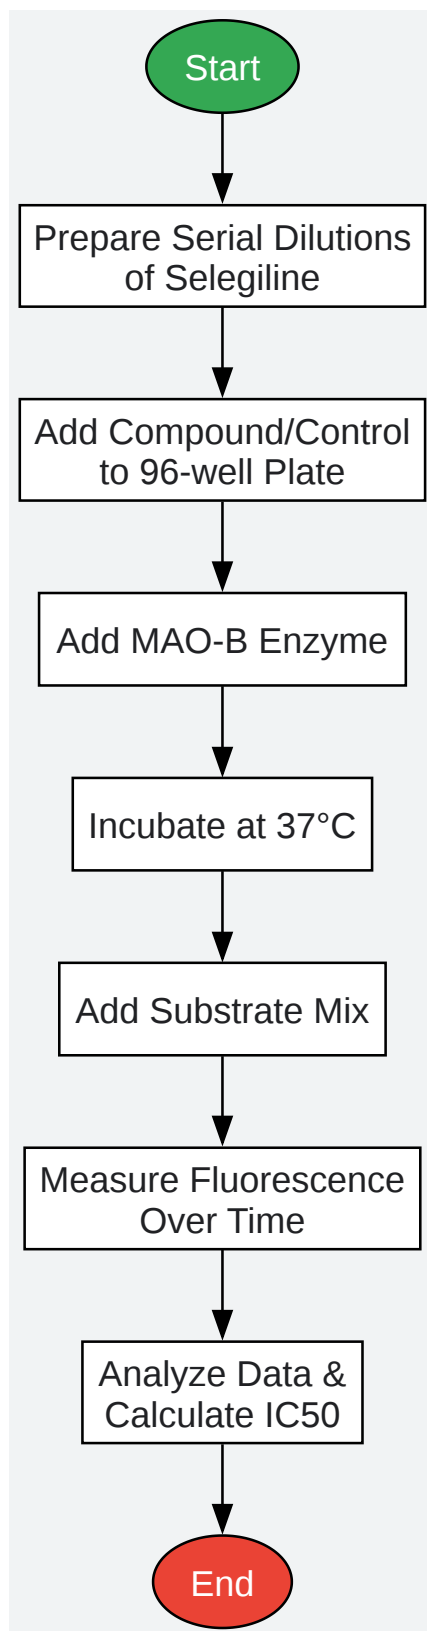 Start
Prepare Serial Dilutions
of Selegiline
Add Compound/Control
to 96-well Plate
Add MAO-B Enzyme
Incubate at 37°C
Add Substrate Mix
Measure Fluorescence
Over Time
Analyze Data &
Calculate IC50
End